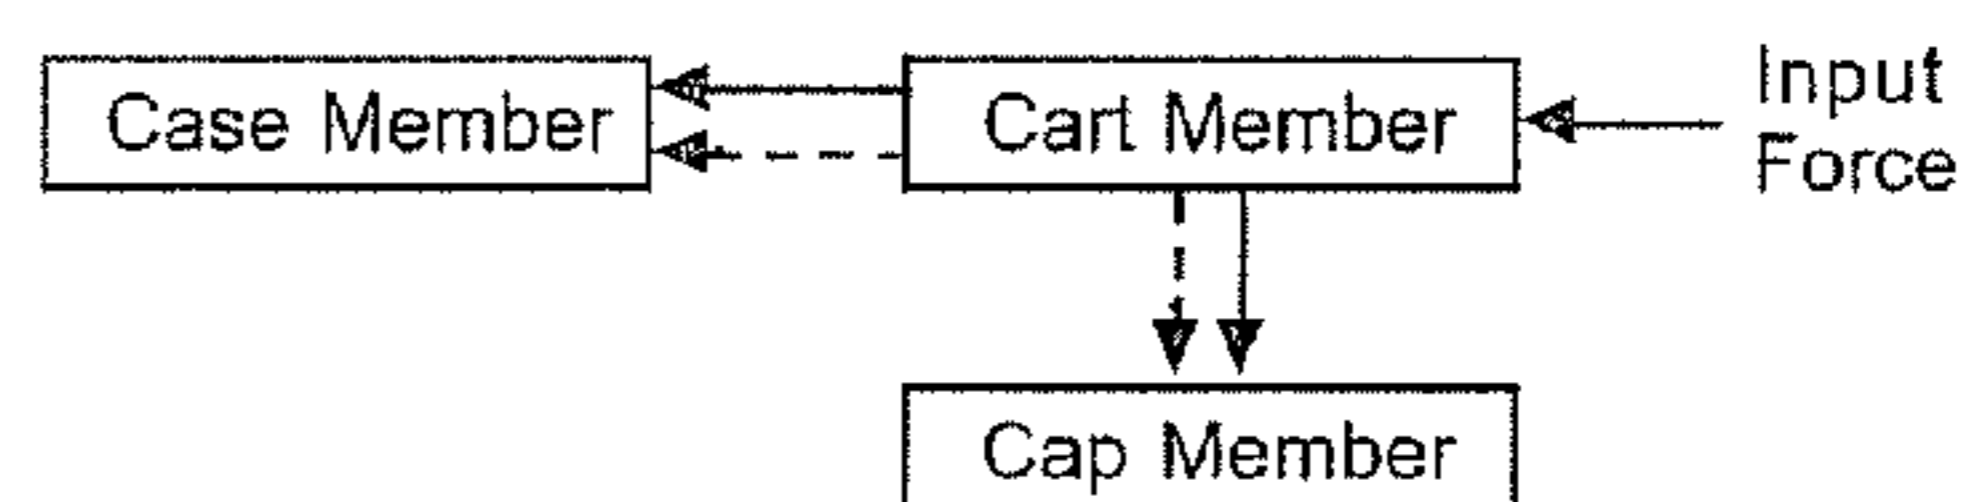 Case Member
Cart Member
Input
Force
Cap Member